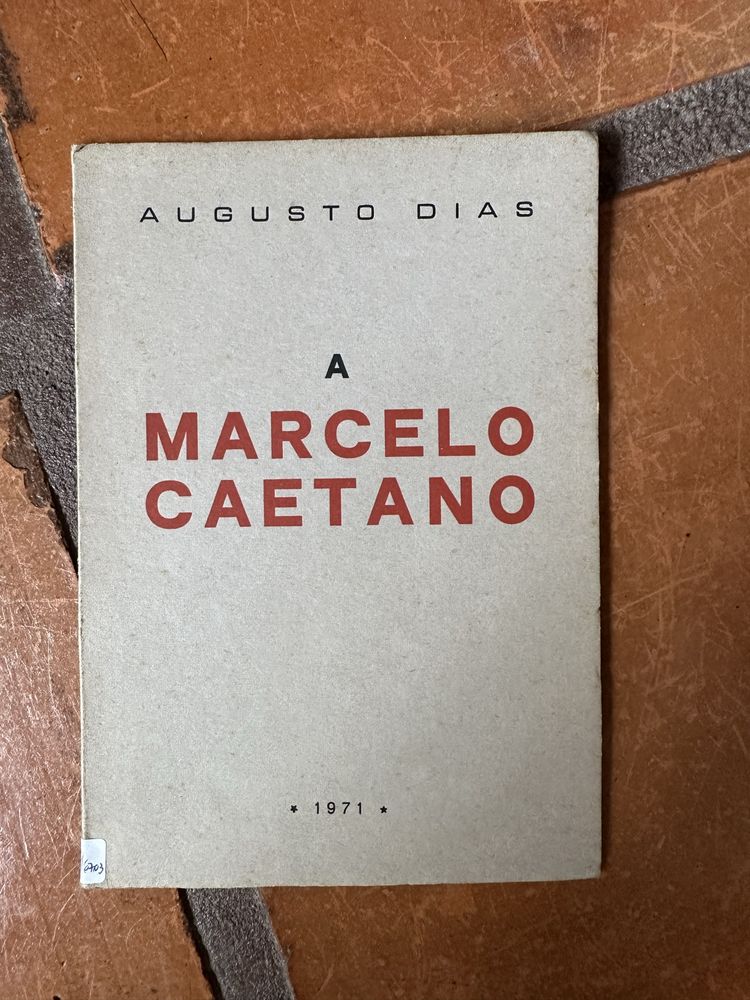 AUGUSTO DIAS
A
MARCELO
CAETANO
* 1971 *